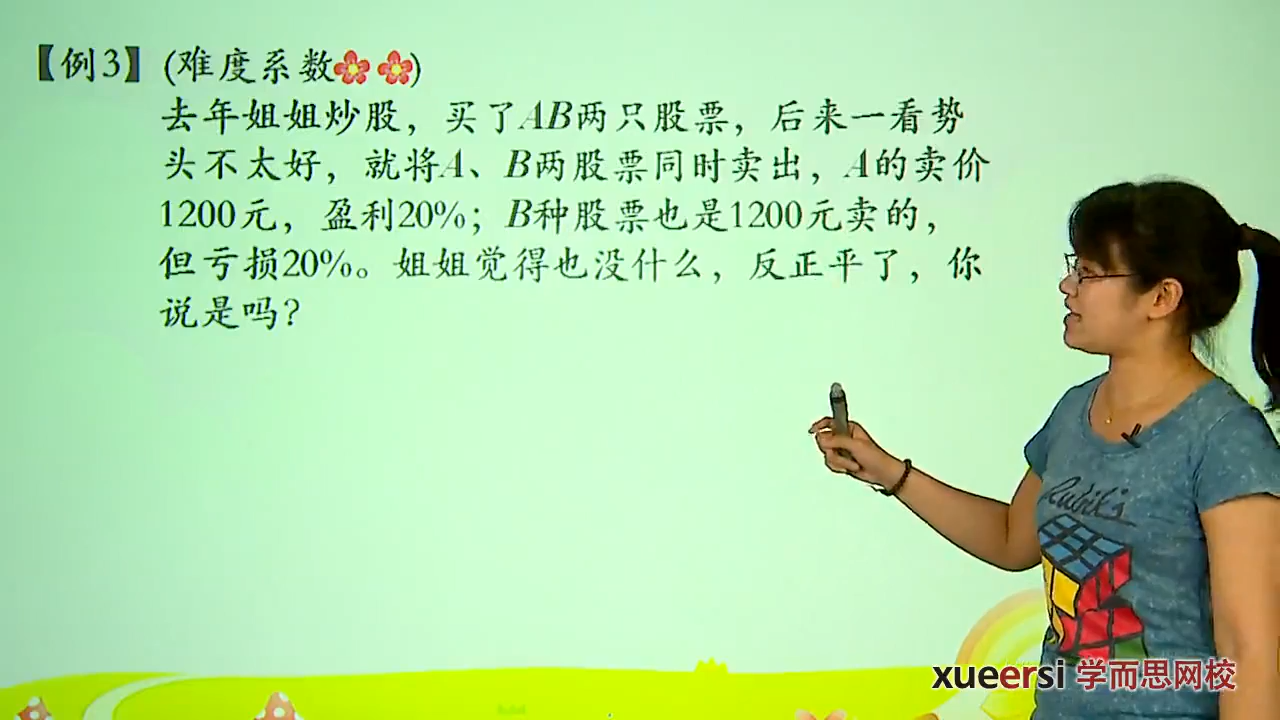 【例3】(难度系数)
去年姐姐炒股，买了AB两只股票，后来一看势
头不太好，就将A、B两股票同时卖出，A的卖价
1200元，盈利20%；B种股票也是1200元卖的，
但亏损20%。姐姐觉得也没什么，反正平了，你
说是吗？
Rubik's
xueersi 学而思网校